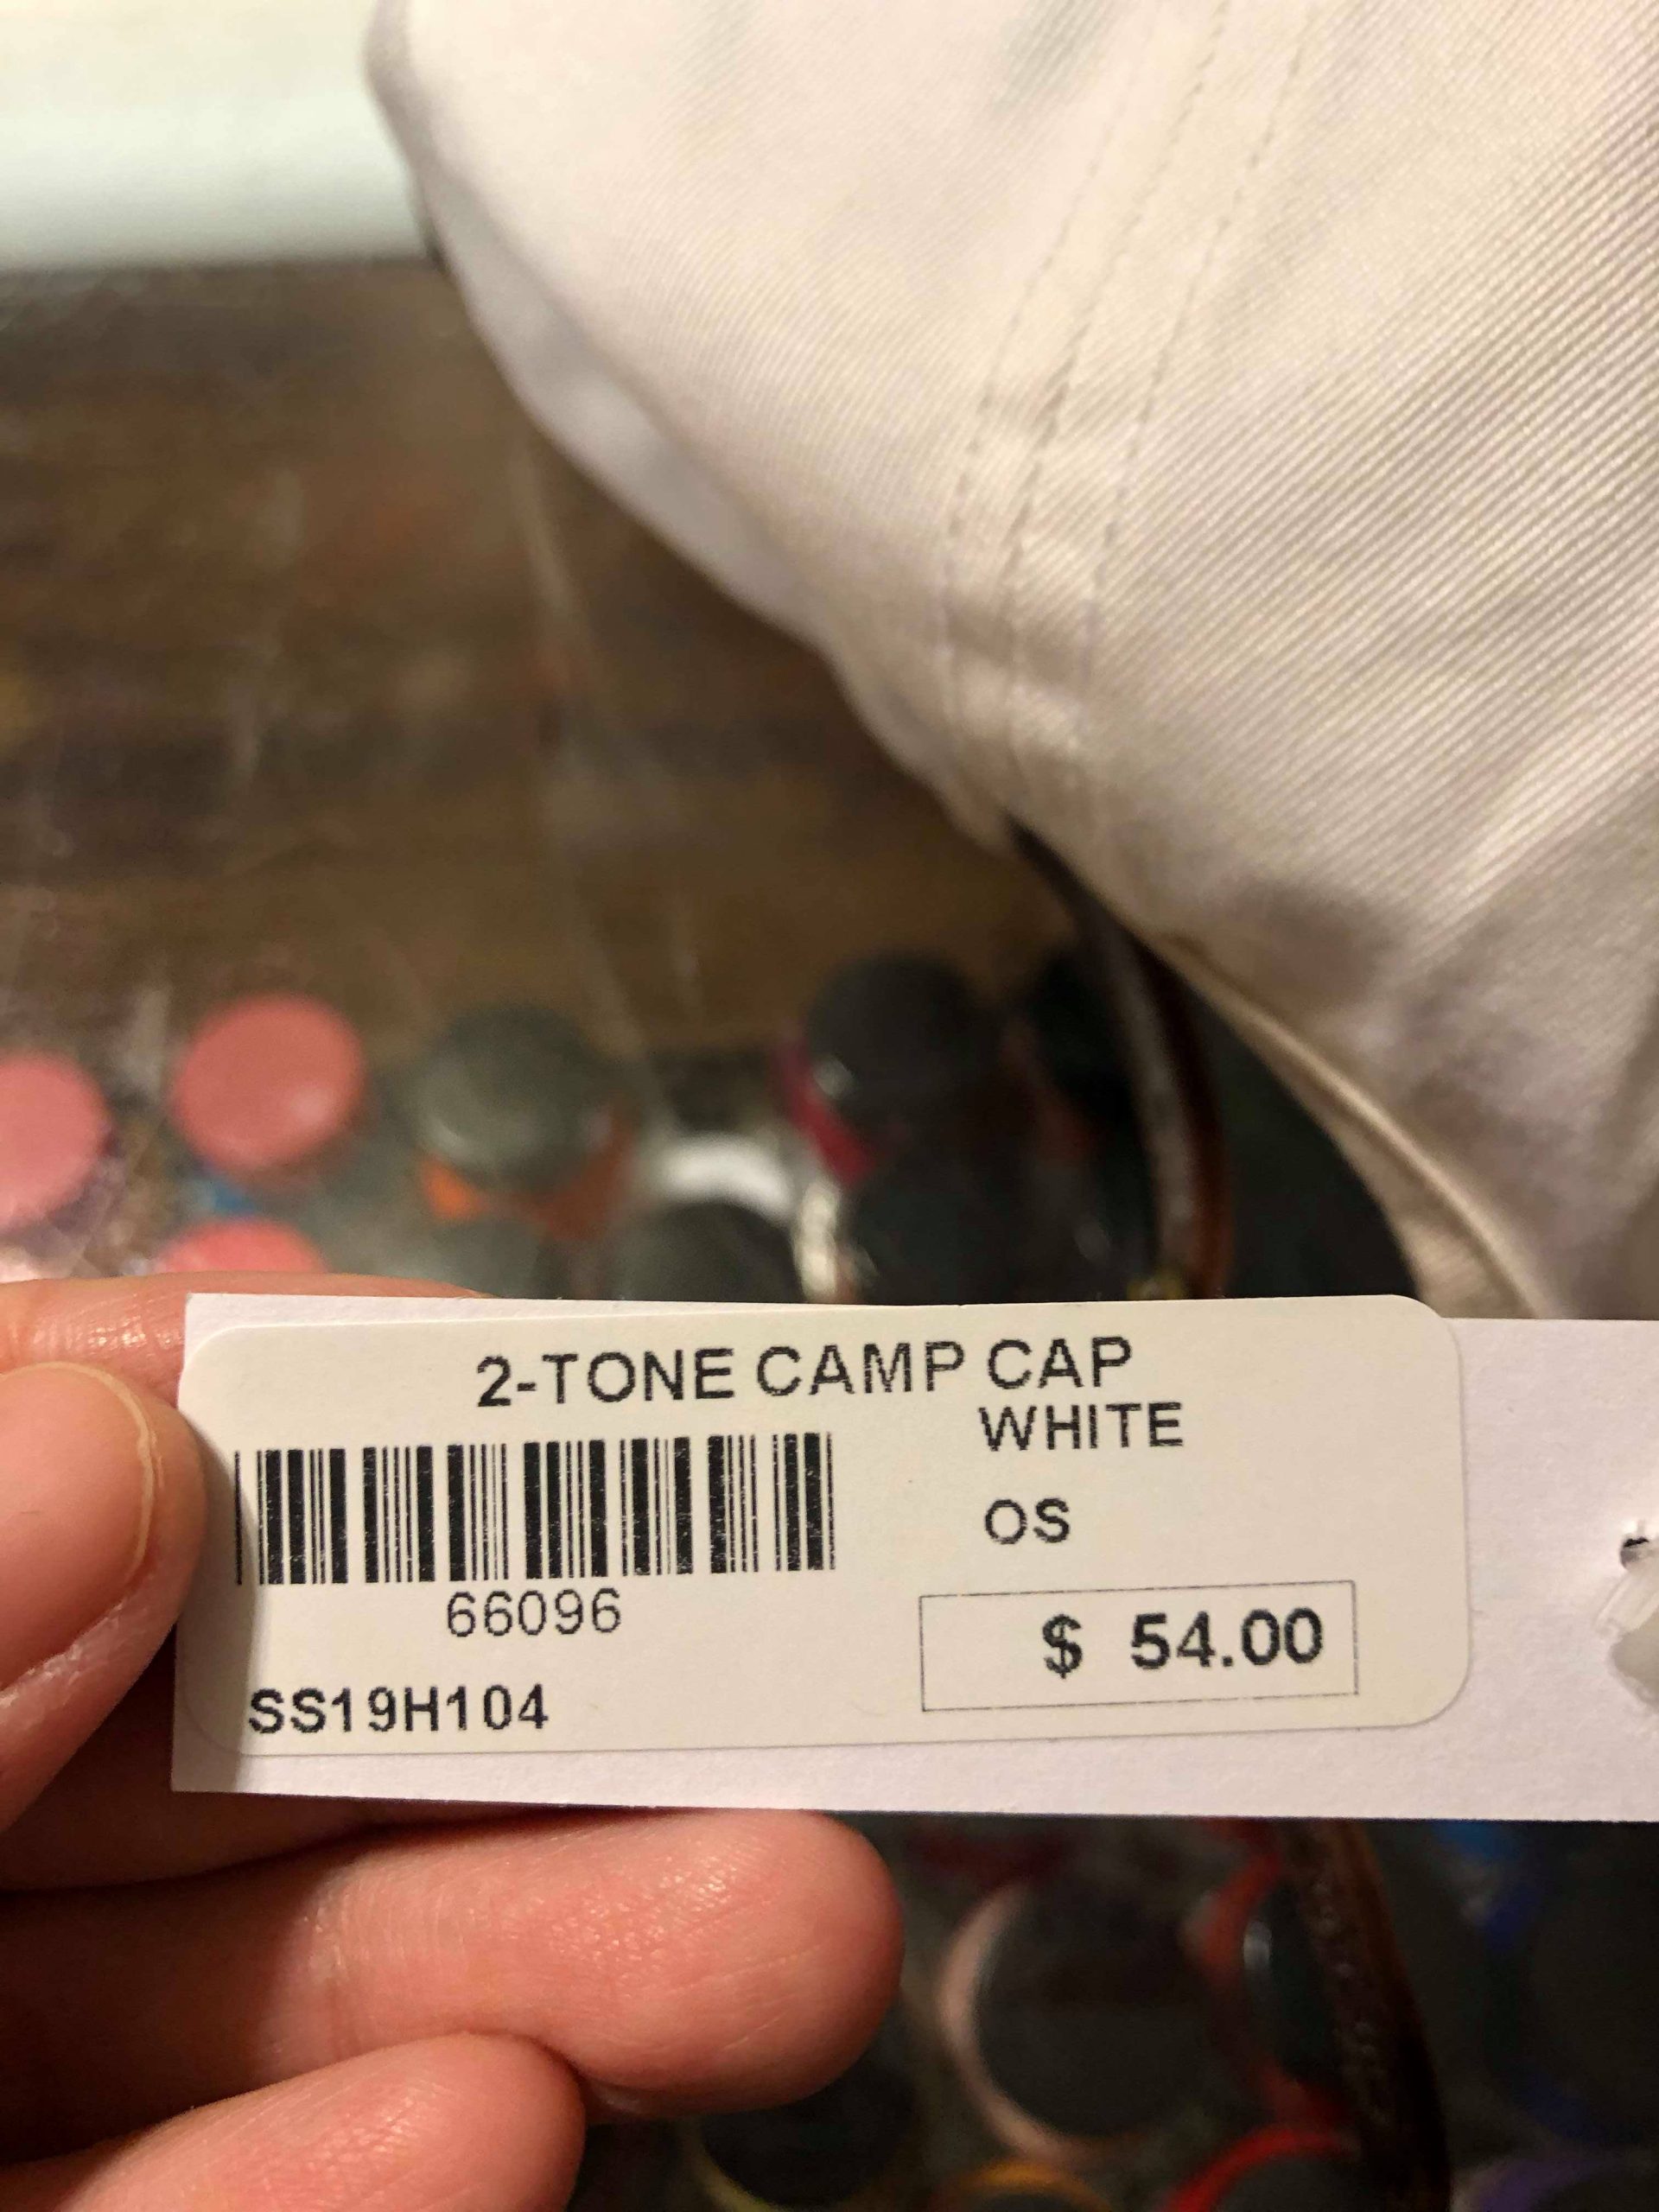 2-TONE CAMP CAP
WHITE
OS
66096
$ 54.00
SS19H104